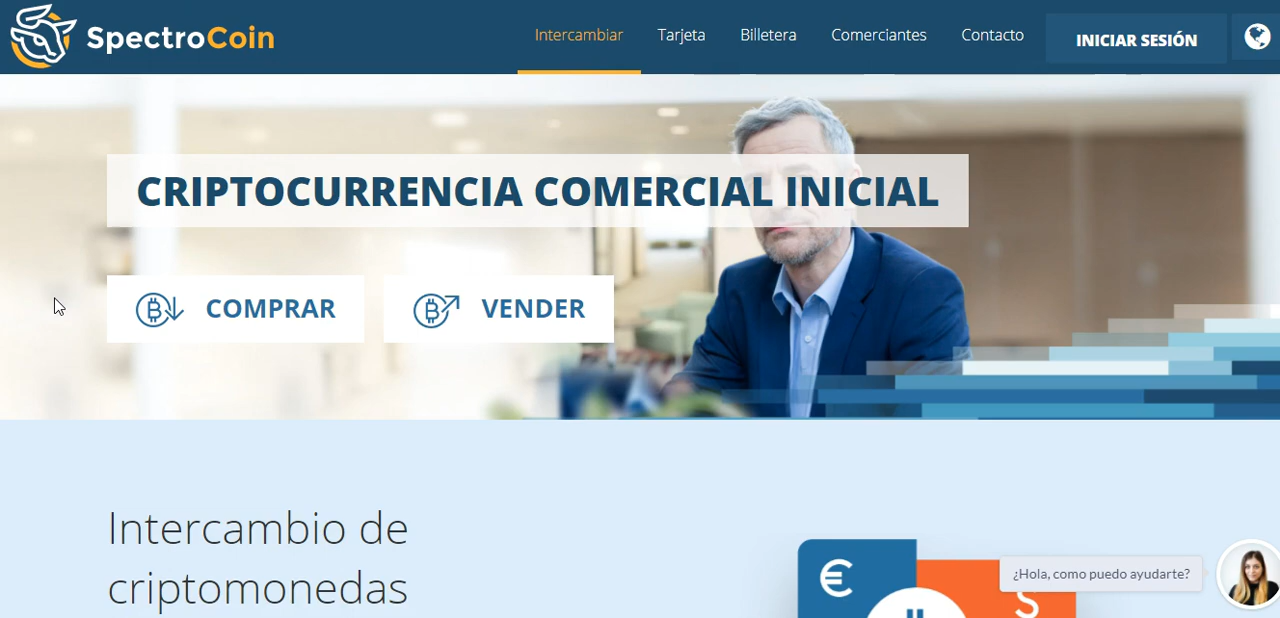 SpectroCoin
Intercambiar
Tarjeta
Billetera
Comerciantes
Contacto
INICIAR SESIÓN
CRIPTOCURRENCIA COMERCIAL INICIAL
COMPRAR
VENDER
Intercambio de
criptomonedas
¿Hola, como puedo ayudarte?